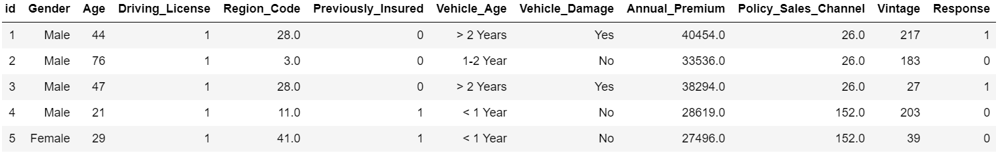 id Gender Age Driving_License Region_Code Previously_Insured Vehicle_Age Vehicle_Damage Annual_Premium Policy_Sales_Channel Vintage Response
1 Male 44 1 28.0 0 > 2 Years Yes 40454.0 26.0 217 1
2 Male 76 1 3.0 0 1-2 Year No 33536.0 26.0 183 0
3 Male 47 1 28.0 0 > 2 Years Yes 38294.0 26.0 27 1
4 Male 21 1 11.0 1 < 1 Year No 28619.0 152.0 203 0
5 Female 29 1 41.0 1 < 1 Year No 27496.0 152.0 39 0